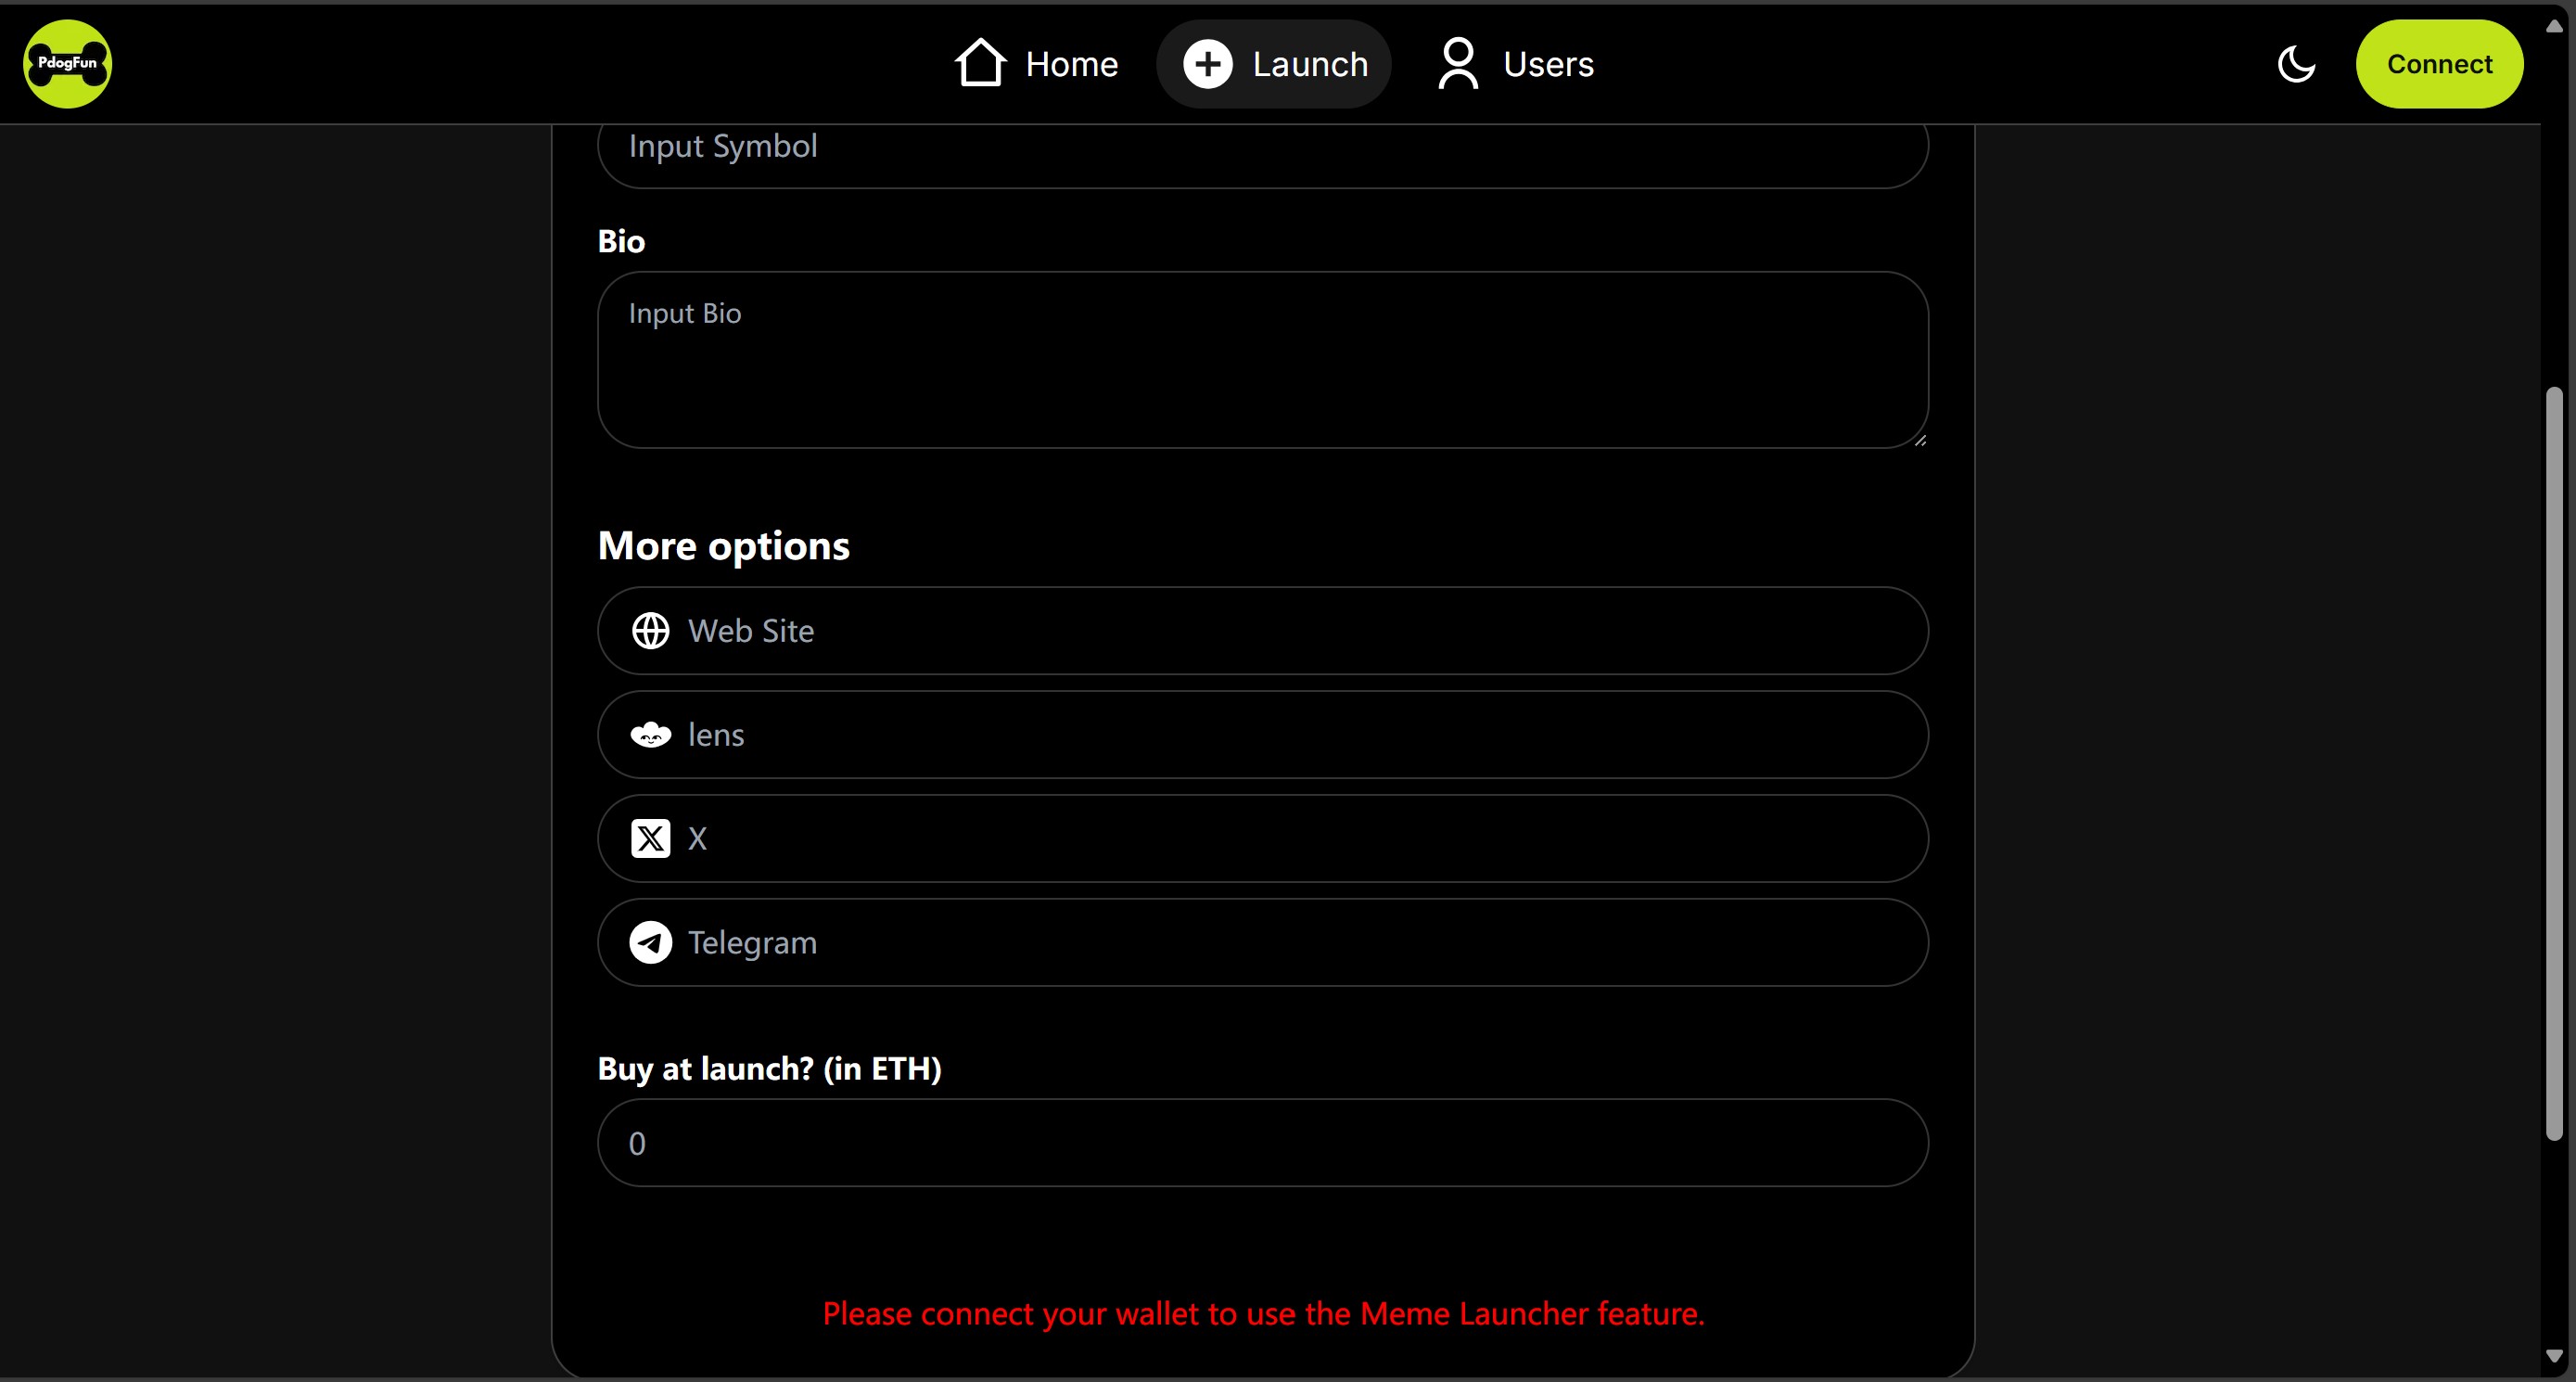 PdogFun
Home
Launch
Users
Connect
Input Symbol
Bio
Input Bio
More options
Web Site
lens
X
Telegram
Buy at launch? (in ETH)
0
Please connect your wallet to use the Meme Launcher feature.